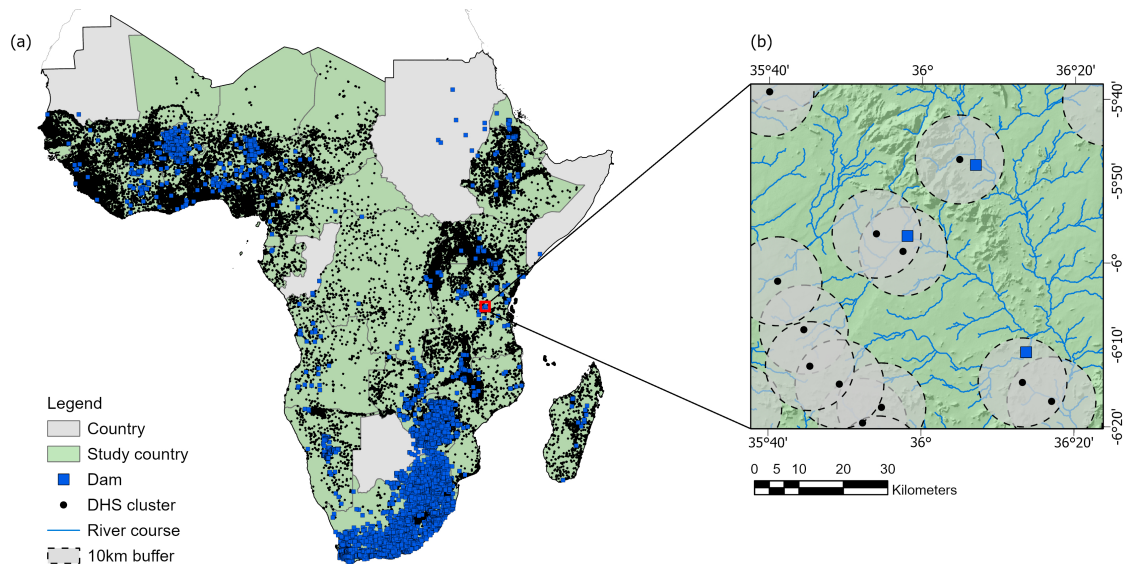 (a)
(b)
35°40' 36° 36°20'
-5°40'
-5°50'
-6°
-6°10'
-6°20'
35°40' 36° 36°20'
0 5 10 20 30
Kilometers
Legend
Country
Study country
Dam
DHS cluster
River course
10km buffer